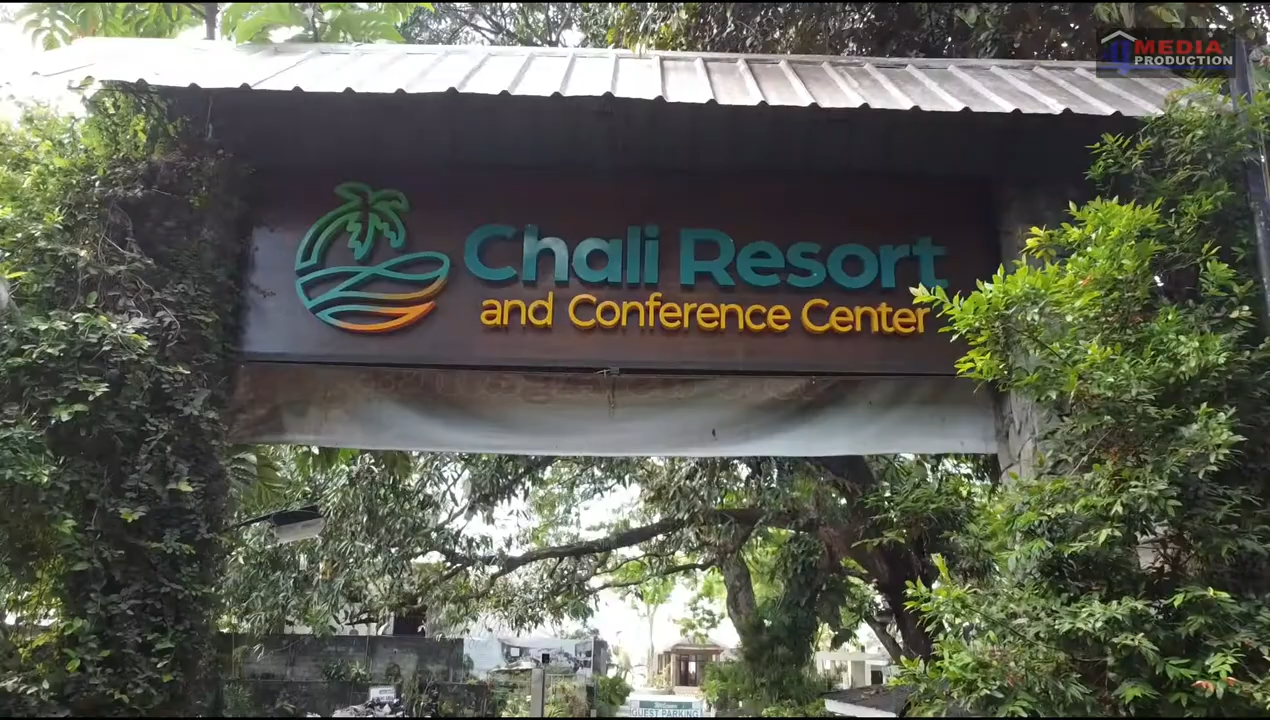 MEDIA
PRODUCTION
Chali Resort
and Conference Center
GUEST PARKING